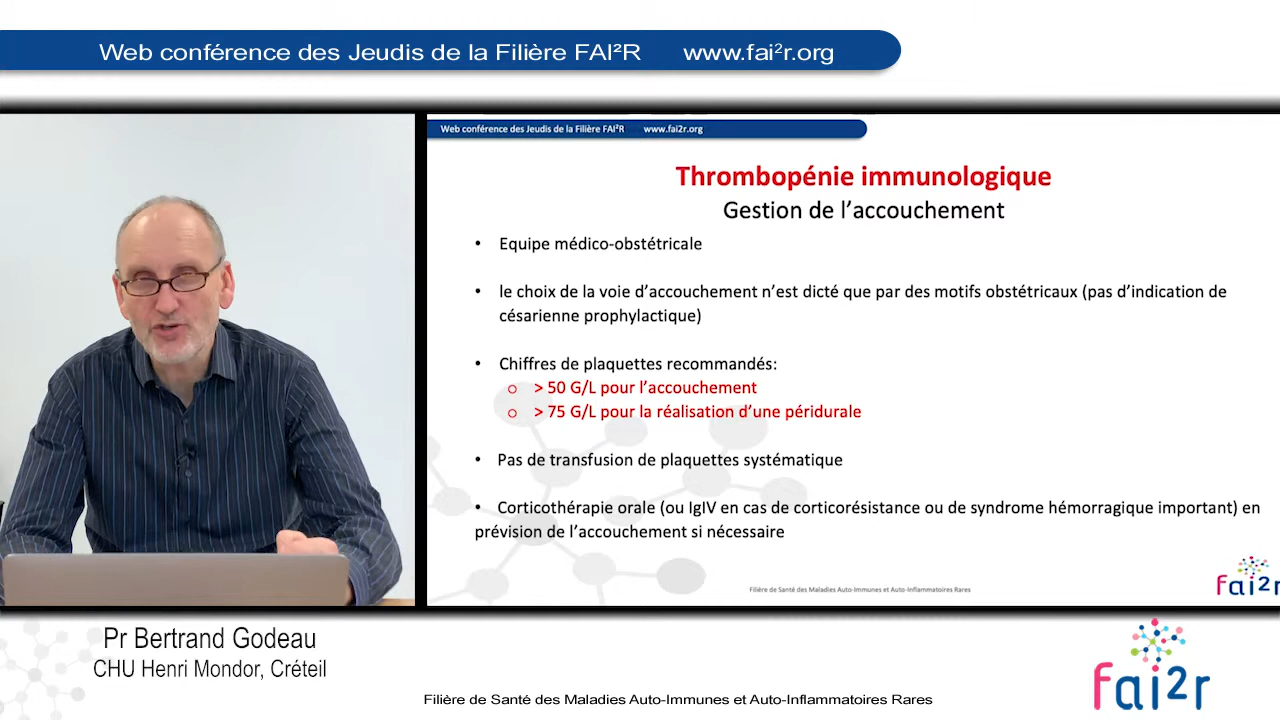 Web conférence des Jeudis de la Filière FAI²R www.fai²r.org
Web conférence des Jeudis de la Filière FAI²R www.fai2r.org
Thrombopénie immunologique
Gestion de l'accouchement
• Equipe médico-obstétricale
• le choix de la voie d'accouchement n'est dicté que par des motifs obstétricaux (pas d'indication de
césarienne prophylactique)
• Chiffres de plaquettes recommandés:
o > 50 G/L pour l'accouchement
o > 75 G/L pour la réalisation d'une péridurale
• Pas de transfusion de plaquettes systématique
• Corticothérapie orale (ou IgIV en cas de corticorésistance ou de syndrome hémorragique important) en
prévision de l'accouchement si nécessaire
Filière de Santé des Maladies Auto-Immunes et Auto-Inflammatoires Rares
fai2r
Pr Bertrand Godeau
CHU Henri Mondor, Créteil
fai2r
Filière de Santé des Maladies Auto-Immunes et Auto-Inflammatoires Rares